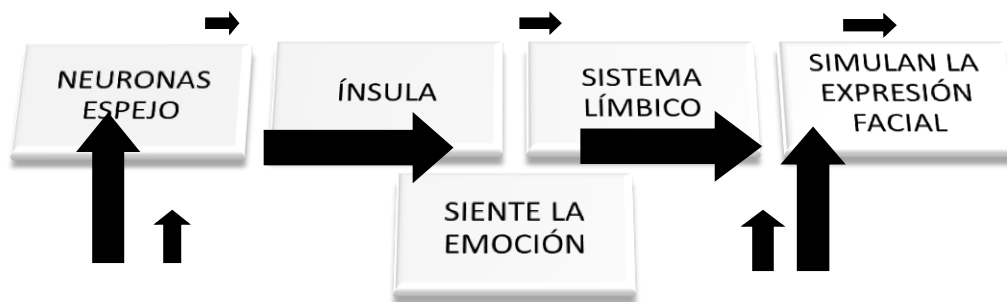 NEURONAS
ESPEJO
ÍNSULA
SISTEMA
LÍMBICO
SIMULAN LA
EXPRESIÓN
FACIAL
SIENTE LA
EMOCIÓN